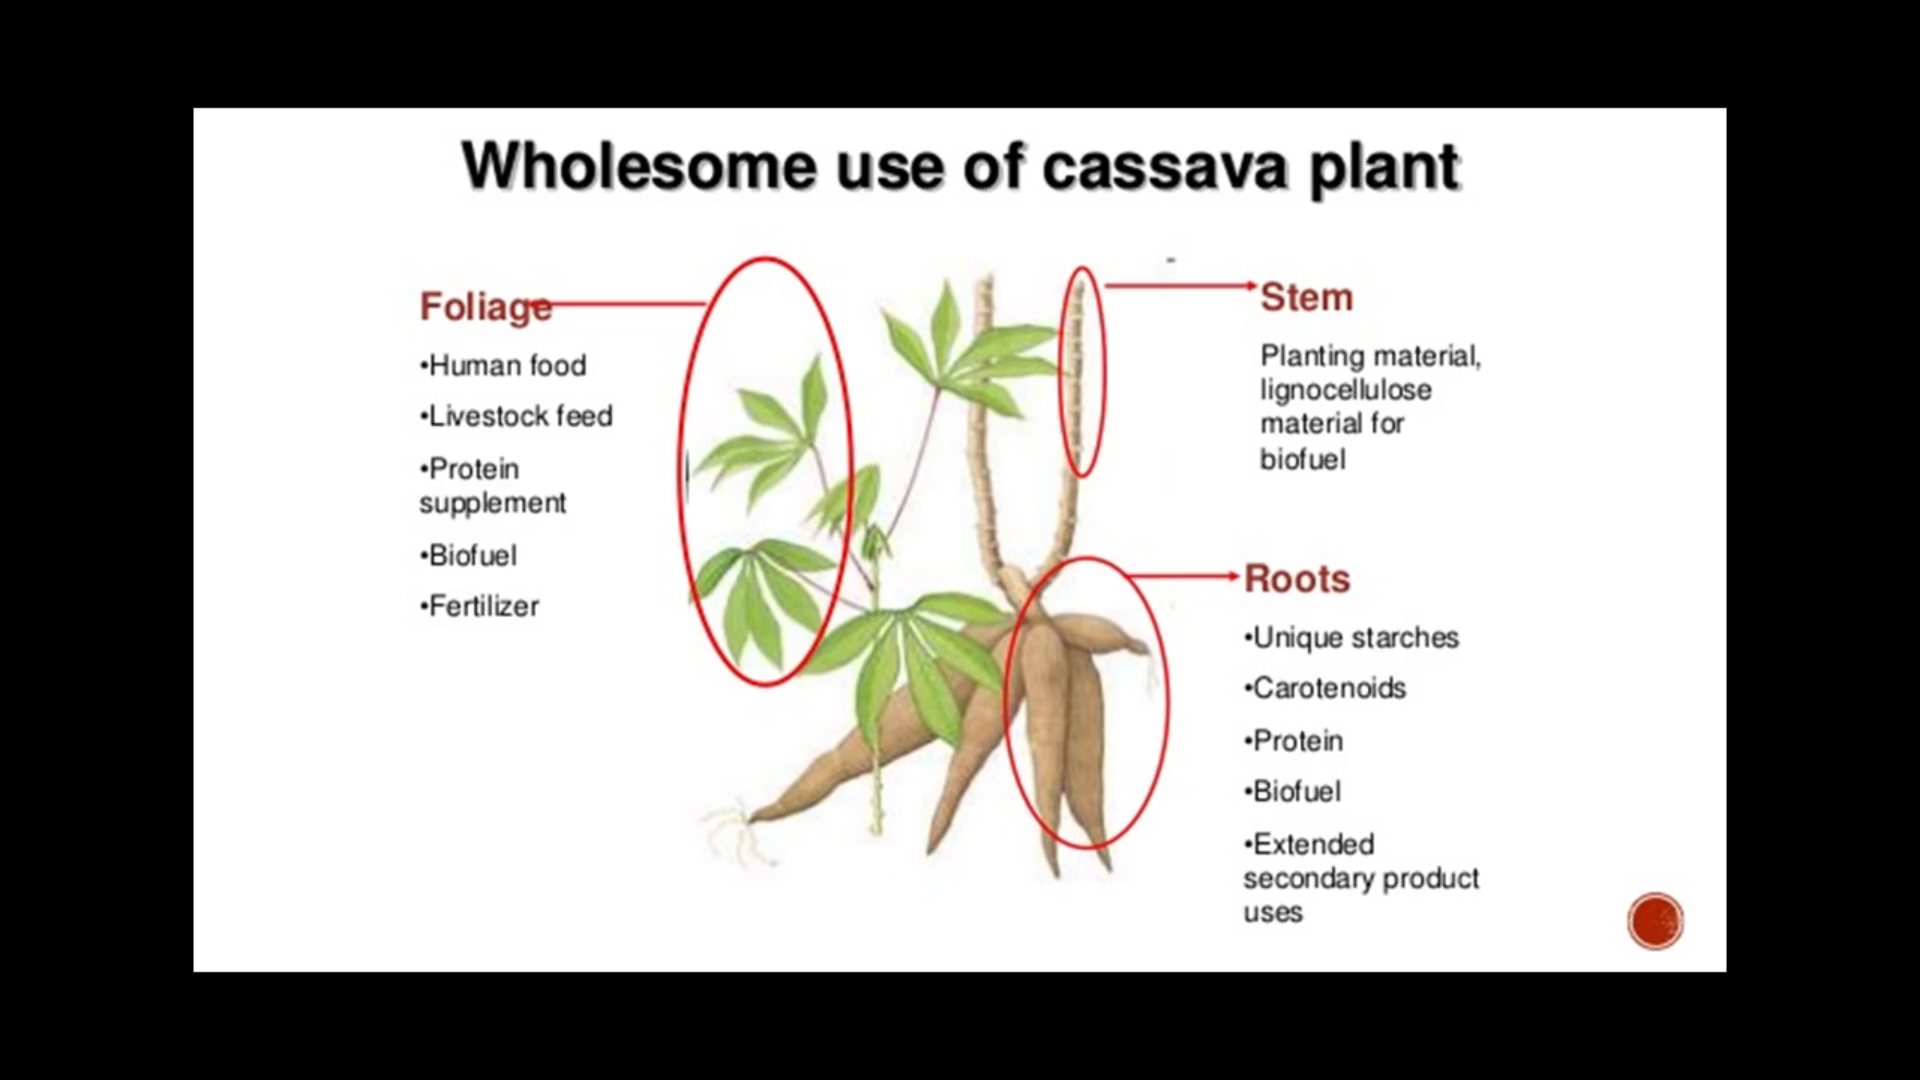 Wholesome use of cassava plant
Foliage
•Human food
•Livestock feed
•Protein
supplement
•Biofuel
•Fertilizer
Stem
Planting material,
lignocellulose
material for
biofuel
Roots
•Unique starches
•Carotenoids
•Protein
•Biofuel
•Extended
secondary product
uses